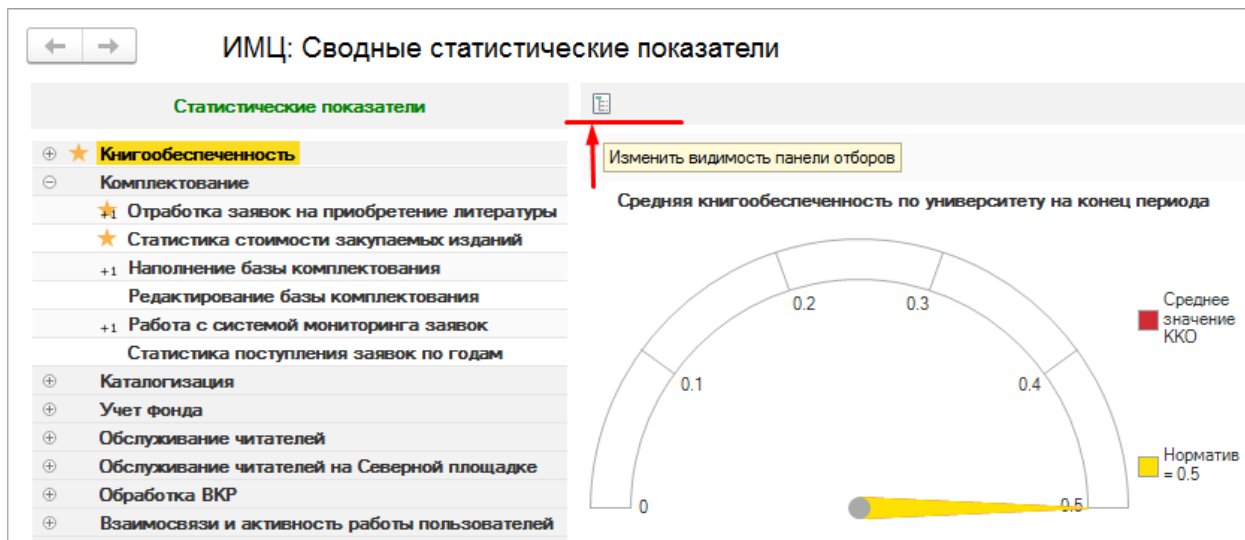 ИМЦ: Сводные статистические показатели
Статистические показатели
Книгообеспеченность
Комплектование
+1 Отработка заявок на приобретение литературы
Статистика стоимости закупаемых изданий
+1 Наполнение базы комплектования
Редактирование базы комплектования
+1 Работа с системой мониторинга заявок
Статистика поступления заявок по годам
Каталогизация
Учет фонда
Обслуживание читателей
Обслуживание читателей на Северной площадке
Обработка ВКР
Взаимосвязи и активность работы пользователей
Изменить видимость панели отборов
Средняя книгообеспеченность по университету на конец периода
0
0.1
0.2
0.3
0.4
0.5
Среднее
значение
ККО
Норматив
= 0.5